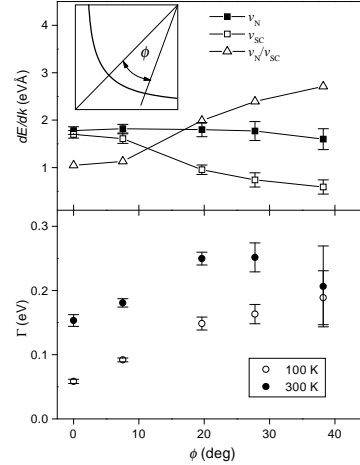 v_N
v_SC
v_N/v_SC
ϕ
dE/dk (eVÅ)
4
3
2
1
Γ (eV)
0.3
0.2
0.1
0.0
100 K
300 K
0 10 20 30 40
ϕ (deg)